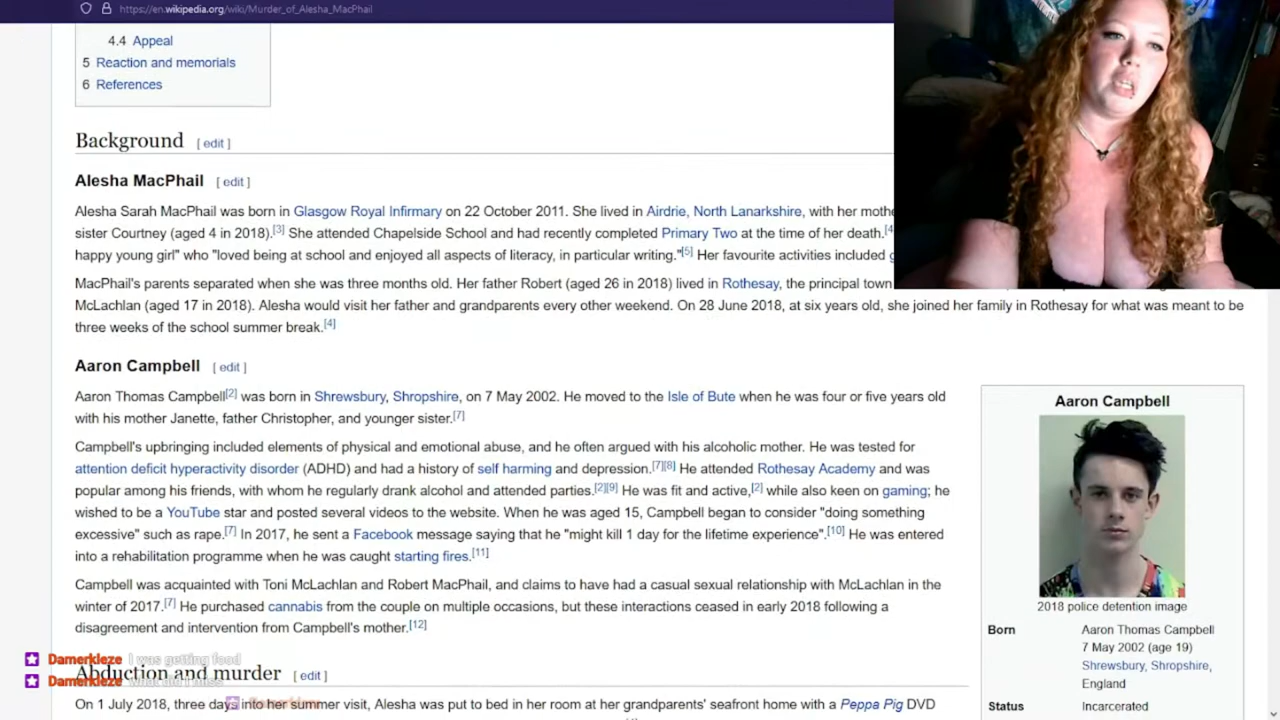 https://en.wikipedia.org/wiki/Murder_of_Alesha_MacPhail
4.4 Appeal
5 Reaction and memorials
6 References
Background [ edit ]
Alesha MacPhail [ edit ]
Alesha Sarah MacPhail was born in Glasgow Royal Infirmary on 22 October 2011. She lived in Airdrie, North Lanarkshire, with her mothe
sister Courtney (aged 4 in 2018).[3] She attended Chapelside School and had recently completed Primary Two at the time of her death.[4
happy young girl" who "loved being at school and enjoyed all aspects of literacy, in particular writing."[5] Her favourite activities included g
MacPhail's parents separated when she was three months old. Her father Robert (aged 26 in 2018) lived in Rothesay, the principal town
McLachlan (aged 17 in 2018). Alesha would visit her father and grandparents every other weekend. On 28 June 2018, at six years old, she joined her family in Rothesay for what was meant to be
three weeks of the school summer break.[4]
Aaron Campbell [ edit ]
Aaron Thomas Campbell[2] was born in Shrewsbury, Shropshire, on 7 May 2002. He moved to the Isle of Bute when he was four or five years old
with his mother Janette, father Christopher, and younger sister.[7]
Campbell's upbringing included elements of physical and emotional abuse, and he often argued with his alcoholic mother. He was tested for
attention deficit hyperactivity disorder (ADHD) and had a history of self harming and depression.[7][8] He attended Rothesay Academy and was
popular among his friends, with whom he regularly drank alcohol and attended parties.[2][9] He was fit and active,[2] while also keen on gaming; he
wished to be a YouTube star and posted several videos to the website. When he was aged 15, Campbell began to consider "doing something
excessive" such as rape.[7] In 2017, he sent a Facebook message saying that he "might kill 1 day for the lifetime experience".[10] He was entered
into a rehabilitation programme when he was caught starting fires.[11]
Campbell was acquainted with Toni McLachlan and Robert MacPhail, and claims to have had a casual sexual relationship with McLachlan in the
winter of 2017.[7] He purchased cannabis from the couple on multiple occasions, but these interactions ceased in early 2018 following a
disagreement and intervention from Campbell's mother.[12]
Aaron Campbell
2018 police detention image
Born Aaron Thomas Campbell
7 May 2002 (age 19)
Shrewsbury, Shropshire,
England
Status Incarcerated
Damerkleze I was getting food
Abduction and murder [ edit ]
Damerkleze what did I miss
On 1 July 2018, three days into her summer visit, Alesha was put to bed in her room at her grandparents' seafront home with a Peppa Pig DVD